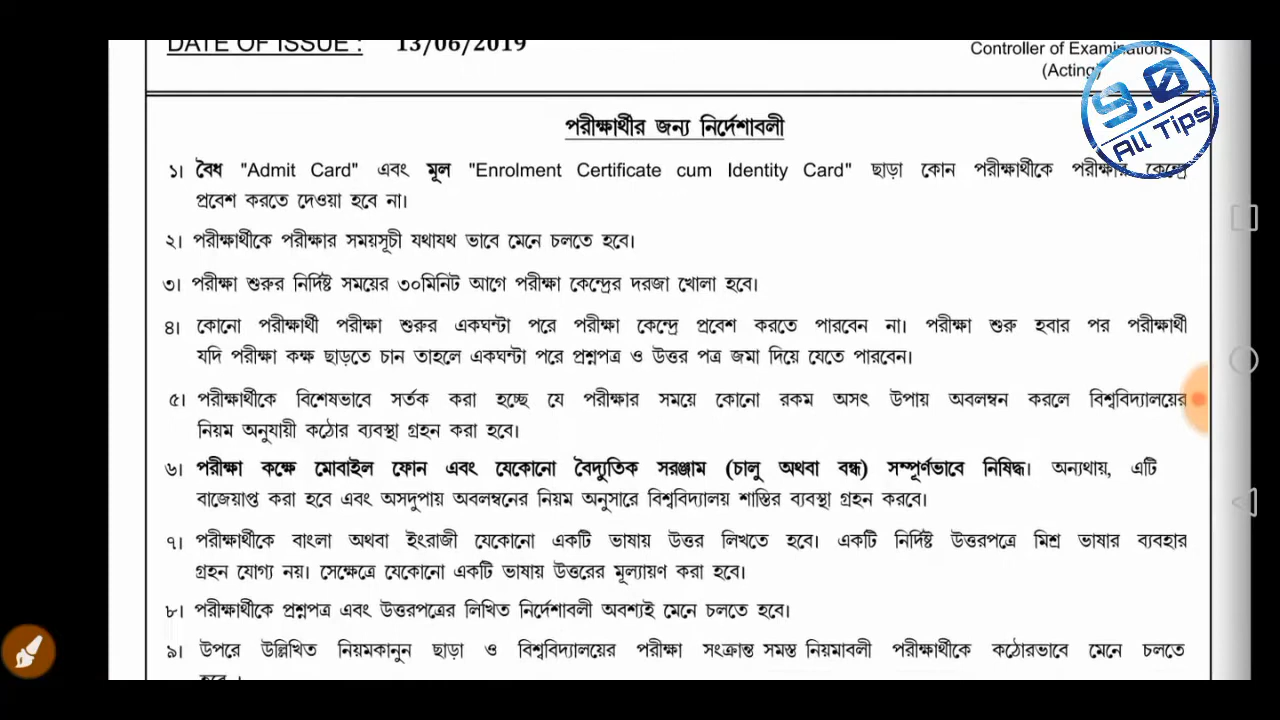 DATE OF ISSUE : 13/06/2019
Controller of Examinations
(Acting)
9.0
All Tips
পরীক্ষার্থীর জন্য নির্দেশাবলী
১। বৈধ "Admit Card" এবং মূল "Enrolment Certificate cum Identity Card" ছাড়া কোন পরীক্ষার্থীকে পরীক্ষার কেন্দ্রে
প্রবেশ করতে দেওয়া হবে না।
২। পরীক্ষার্থীকে পরীক্ষার সময়সূচী যথাযথ ভাবে মেনে চলতে হবে।
৩। পরীক্ষা শুরুর নির্দিষ্ট সময়ের ৩০মিনিট আগে পরীক্ষা কেন্দ্রের দরজা খোলা হবে।
৪। কোনো পরীক্ষার্থী পরীক্ষা শুরুর একঘন্টা পরে পরীক্ষা কেন্দ্রে প্রবেশ করতে পারবেন না। পরীক্ষা শুরু হবার পর পরীক্ষার্থী
যদি পরীক্ষা কক্ষ ছাড়তে চান তাহলে একঘন্টা পরে প্রশ্নপত্র ও উত্তর পত্র জমা দিয়ে যেতে পারবেন।
৫। পরীক্ষার্থীকে বিশেষভাবে সর্তক করা হচ্ছে যে পরীক্ষার সময়ে কোনো রকম অসৎ উপায় অবলম্বন করলে বিশ্ববিদ্যালয়ের
নিয়ম অনুযায়ী কঠোর ব্যবস্থা গ্রহন করা হবে।
৬। পরীক্ষা কক্ষে মোবাইল ফোন এবং যেকোনো বৈদ্যুতিক সরঞ্জাম (চালু অথবা বন্ধ) সম্পূর্ণভাবে নিষিদ্ধ। অন্যথায়, এটি
বাজেয়াপ্ত করা হবে এবং অসদুপায় অবলম্বনের নিয়ম অনুসারে বিশ্ববিদ্যালয় শাস্তির ব্যবস্থা গ্রহন করবে।
৭। পরীক্ষার্থীকে বাংলা অথবা ইংরাজী যেকোনো একটি ভাষায় উত্তর লিখতে হবে। একটি নির্দিষ্ট উত্তরপত্রে মিশ্র ভাষার ব্যবহার
গ্রহন যোগ্য নয়। সেক্ষেত্রে যেকোনো একটি ভাষায় উত্তরের মূল্যায়ণ করা হবে।
৮। পরীক্ষার্থীকে প্রশ্নপত্র এবং উত্তরপত্রের লিখিত নির্দেশাবলী অবশ্যই মেনে চলতে হবে।
৯। উপরে উল্লিখিত নিয়মকানুন ছাড়া ও বিশ্ববিদ্যালয়ের পরীক্ষা সংক্রান্ত সমস্ত নিয়মাবলী পরীক্ষার্থীকে কঠোরভাবে মেনে চলতে
হবে ।